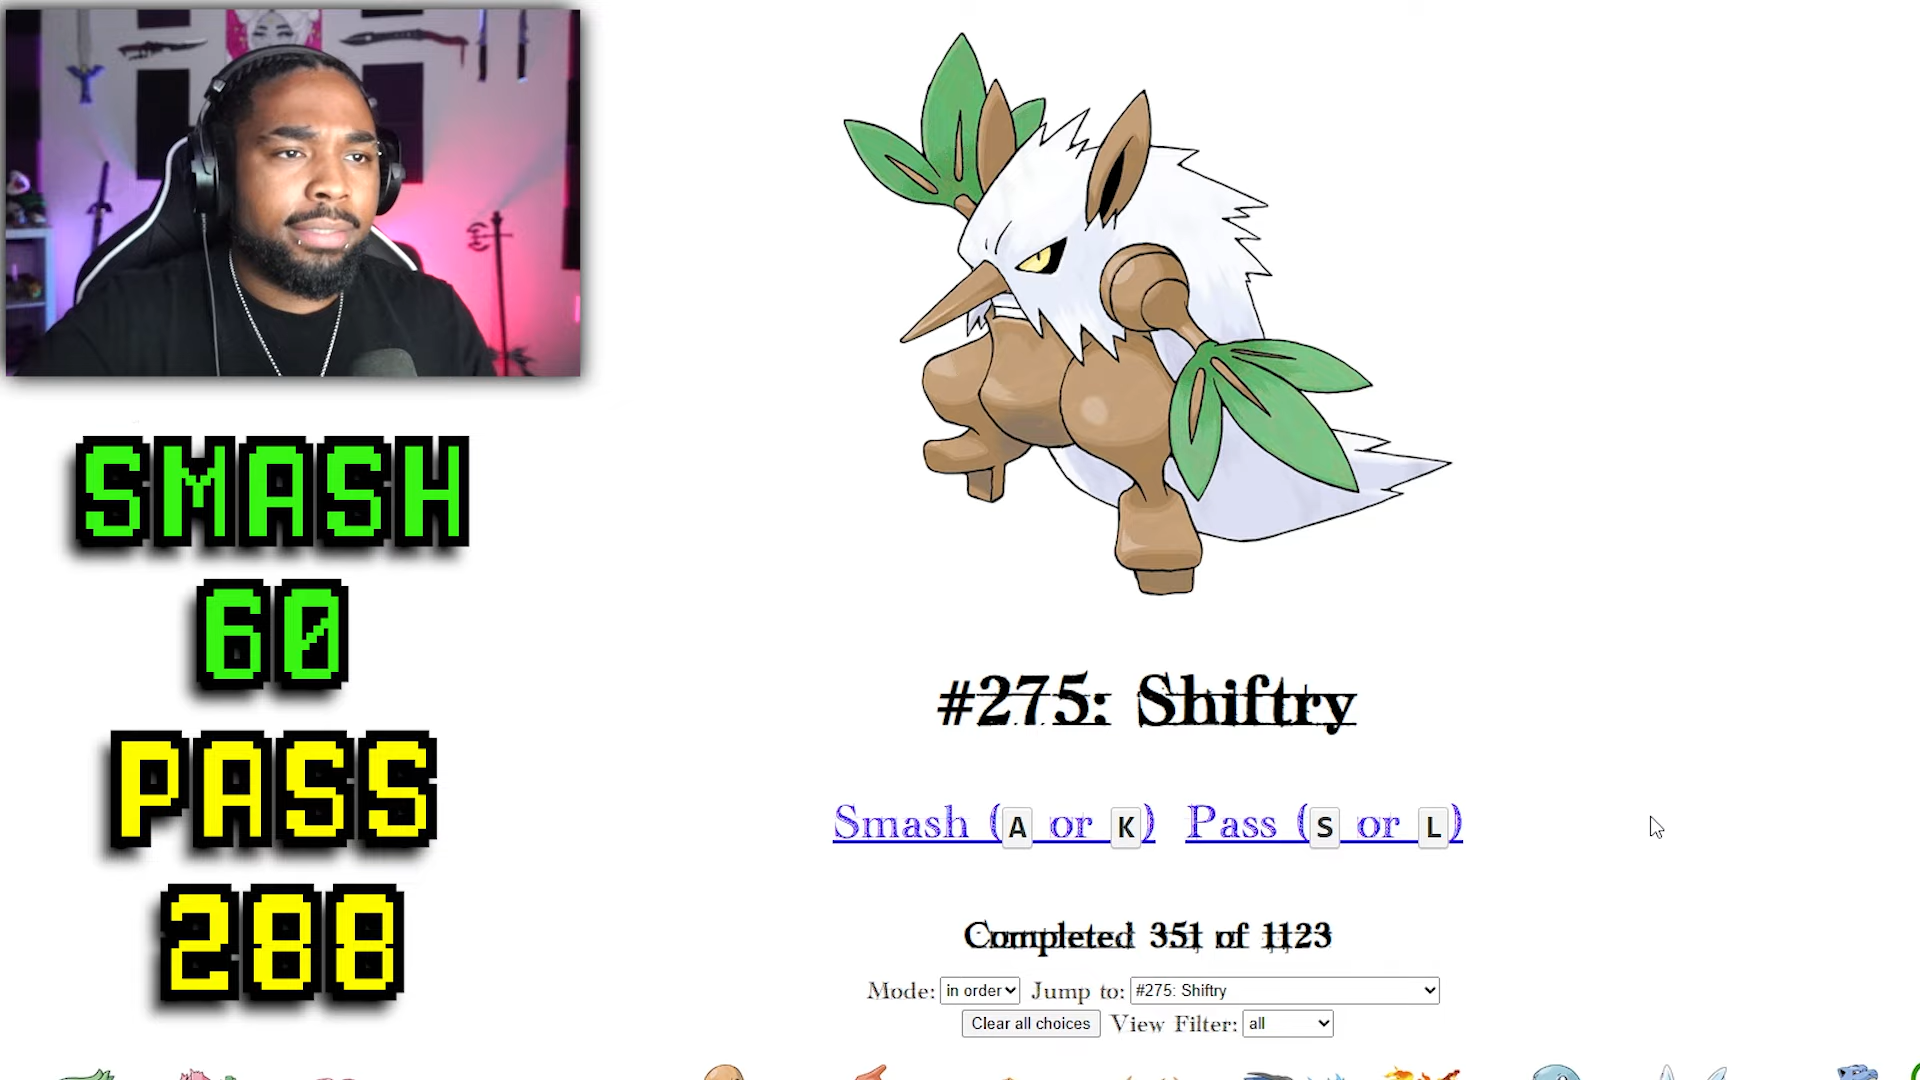 SMASH
60
PASS
288
#275: Shiftry
Smash (A or K) Pass (S or L)
Completed 351 of 1123
Mode: in order Jump to: #275: Shiftry
Clear all choices View Filter: all